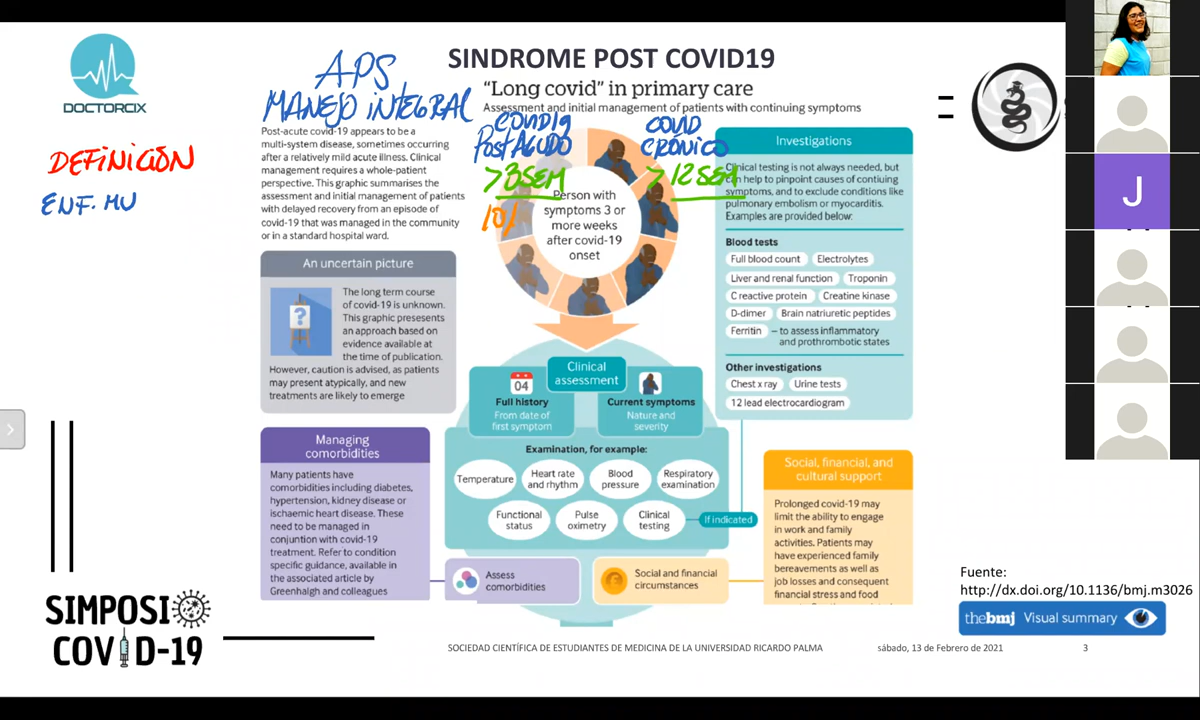 SINDROME POST COVID19
DOCTORCIX
APS
MANEJO INTEGRAL
DEFINICIÓN
ENF. MU
"Long covid" in primary care
Assessment and initial management of patients with continuing symptoms
Post-acute covid-19 appears to be a
multi-system disease, sometimes occurring
after a relatively mild acute illness. Clinical
management requires a whole-patient
perspective. This graphic summarises the
assessment and initial management of patients
with delayed recovery from an episode of
covid-19 that was managed in the community
or in a standard hospital ward.
COVID19
Post AGUDO
>3SEM
10/
COVID
CRÓNICO
>12SEM
Person with
symptoms 3 or
more weeks
after covid-19
onset
An uncertain picture
?
The long term course
of covid-19 is unknown.
This graphic presesents
an approach based on
evidence available at
the time of publication.
However, caution is advised, as patients
may present atypically, and new
treatments are likely to emerge
Investigations
Clinical testing is not always needed, but
can help to pinpoint causes of contiuing
symptoms, and to exclude conditions like
pulmonary embolism or myocarditis.
Examples are provided below:
Blood tests
Full blood count Electrolytes
Liver and renal function Troponin
C reactive protein Creatine kinase
D-dimer Brain natriuretic peptides
Ferritin – to assess inflammatory
and prothrombotic states
Other investigations
Chest x ray Urine tests
12 lead electrocardiogram
Clinical
assessment
04
Full history
From date of
first symptom
Current symptoms
Nature and
severity
Examination, for example:
Temperature
Heart rate
and rhythm
Blood
pressure
Respiratory
examination
Functional
status
Pulse
oximetry
Clinical
testing
If indicated
Managing
comorbidities
Many patients have
comorbidities including diabetes,
hypertension, kidney disease or
ischaemic heart disease. These
need to be managed in
conjuntion with covid-19
treatment. Refer to condition
specific guidance, available in
the associated article by
Greenhalgh and colleagues
Assess
comorbidities
Social and financial
circumstances
Social, financial, and
cultural support
Prolonged covid-19 may
limit the ability to engage
in work and family
activities. Patients may
have experienced family
bereavements as well as
job losses and consequent
financial stress and food
Fuente:
http://dx.doi.org/10.1136/bmj.m3026
thebmj Visual summary
SIMPOSI
COVID-19
SOCIEDAD CIENTÍFICA DE ESTUDIANTES DE MEDICINA DE LA UNIVERSIDAD RICARDO PALMA
sábado, 13 de Febrero de 2021
3
J